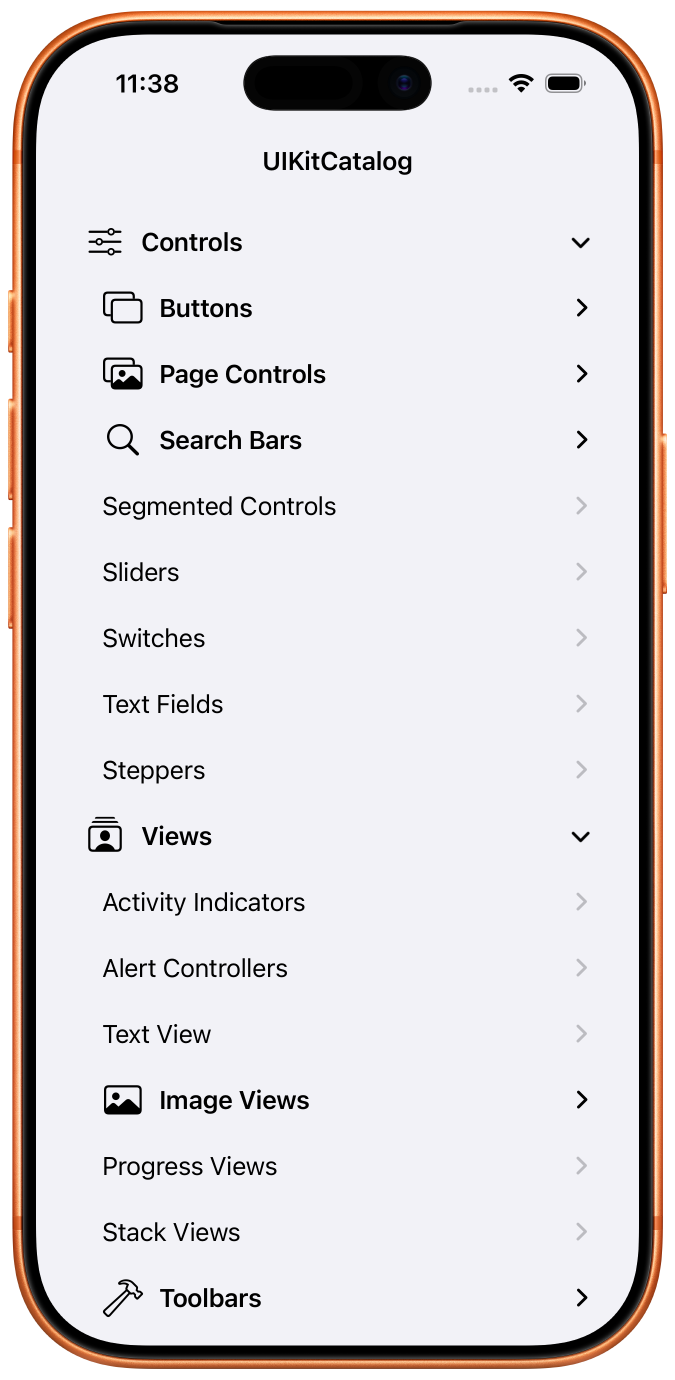 11:38
UIKitCatalog
Controls
Buttons
Page Controls
Search Bars
Segmented Controls
Sliders
Switches
Text Fields
Steppers
Views
Activity Indicators
Alert Controllers
Text View
Image Views
Progress Views
Stack Views
Toolbars